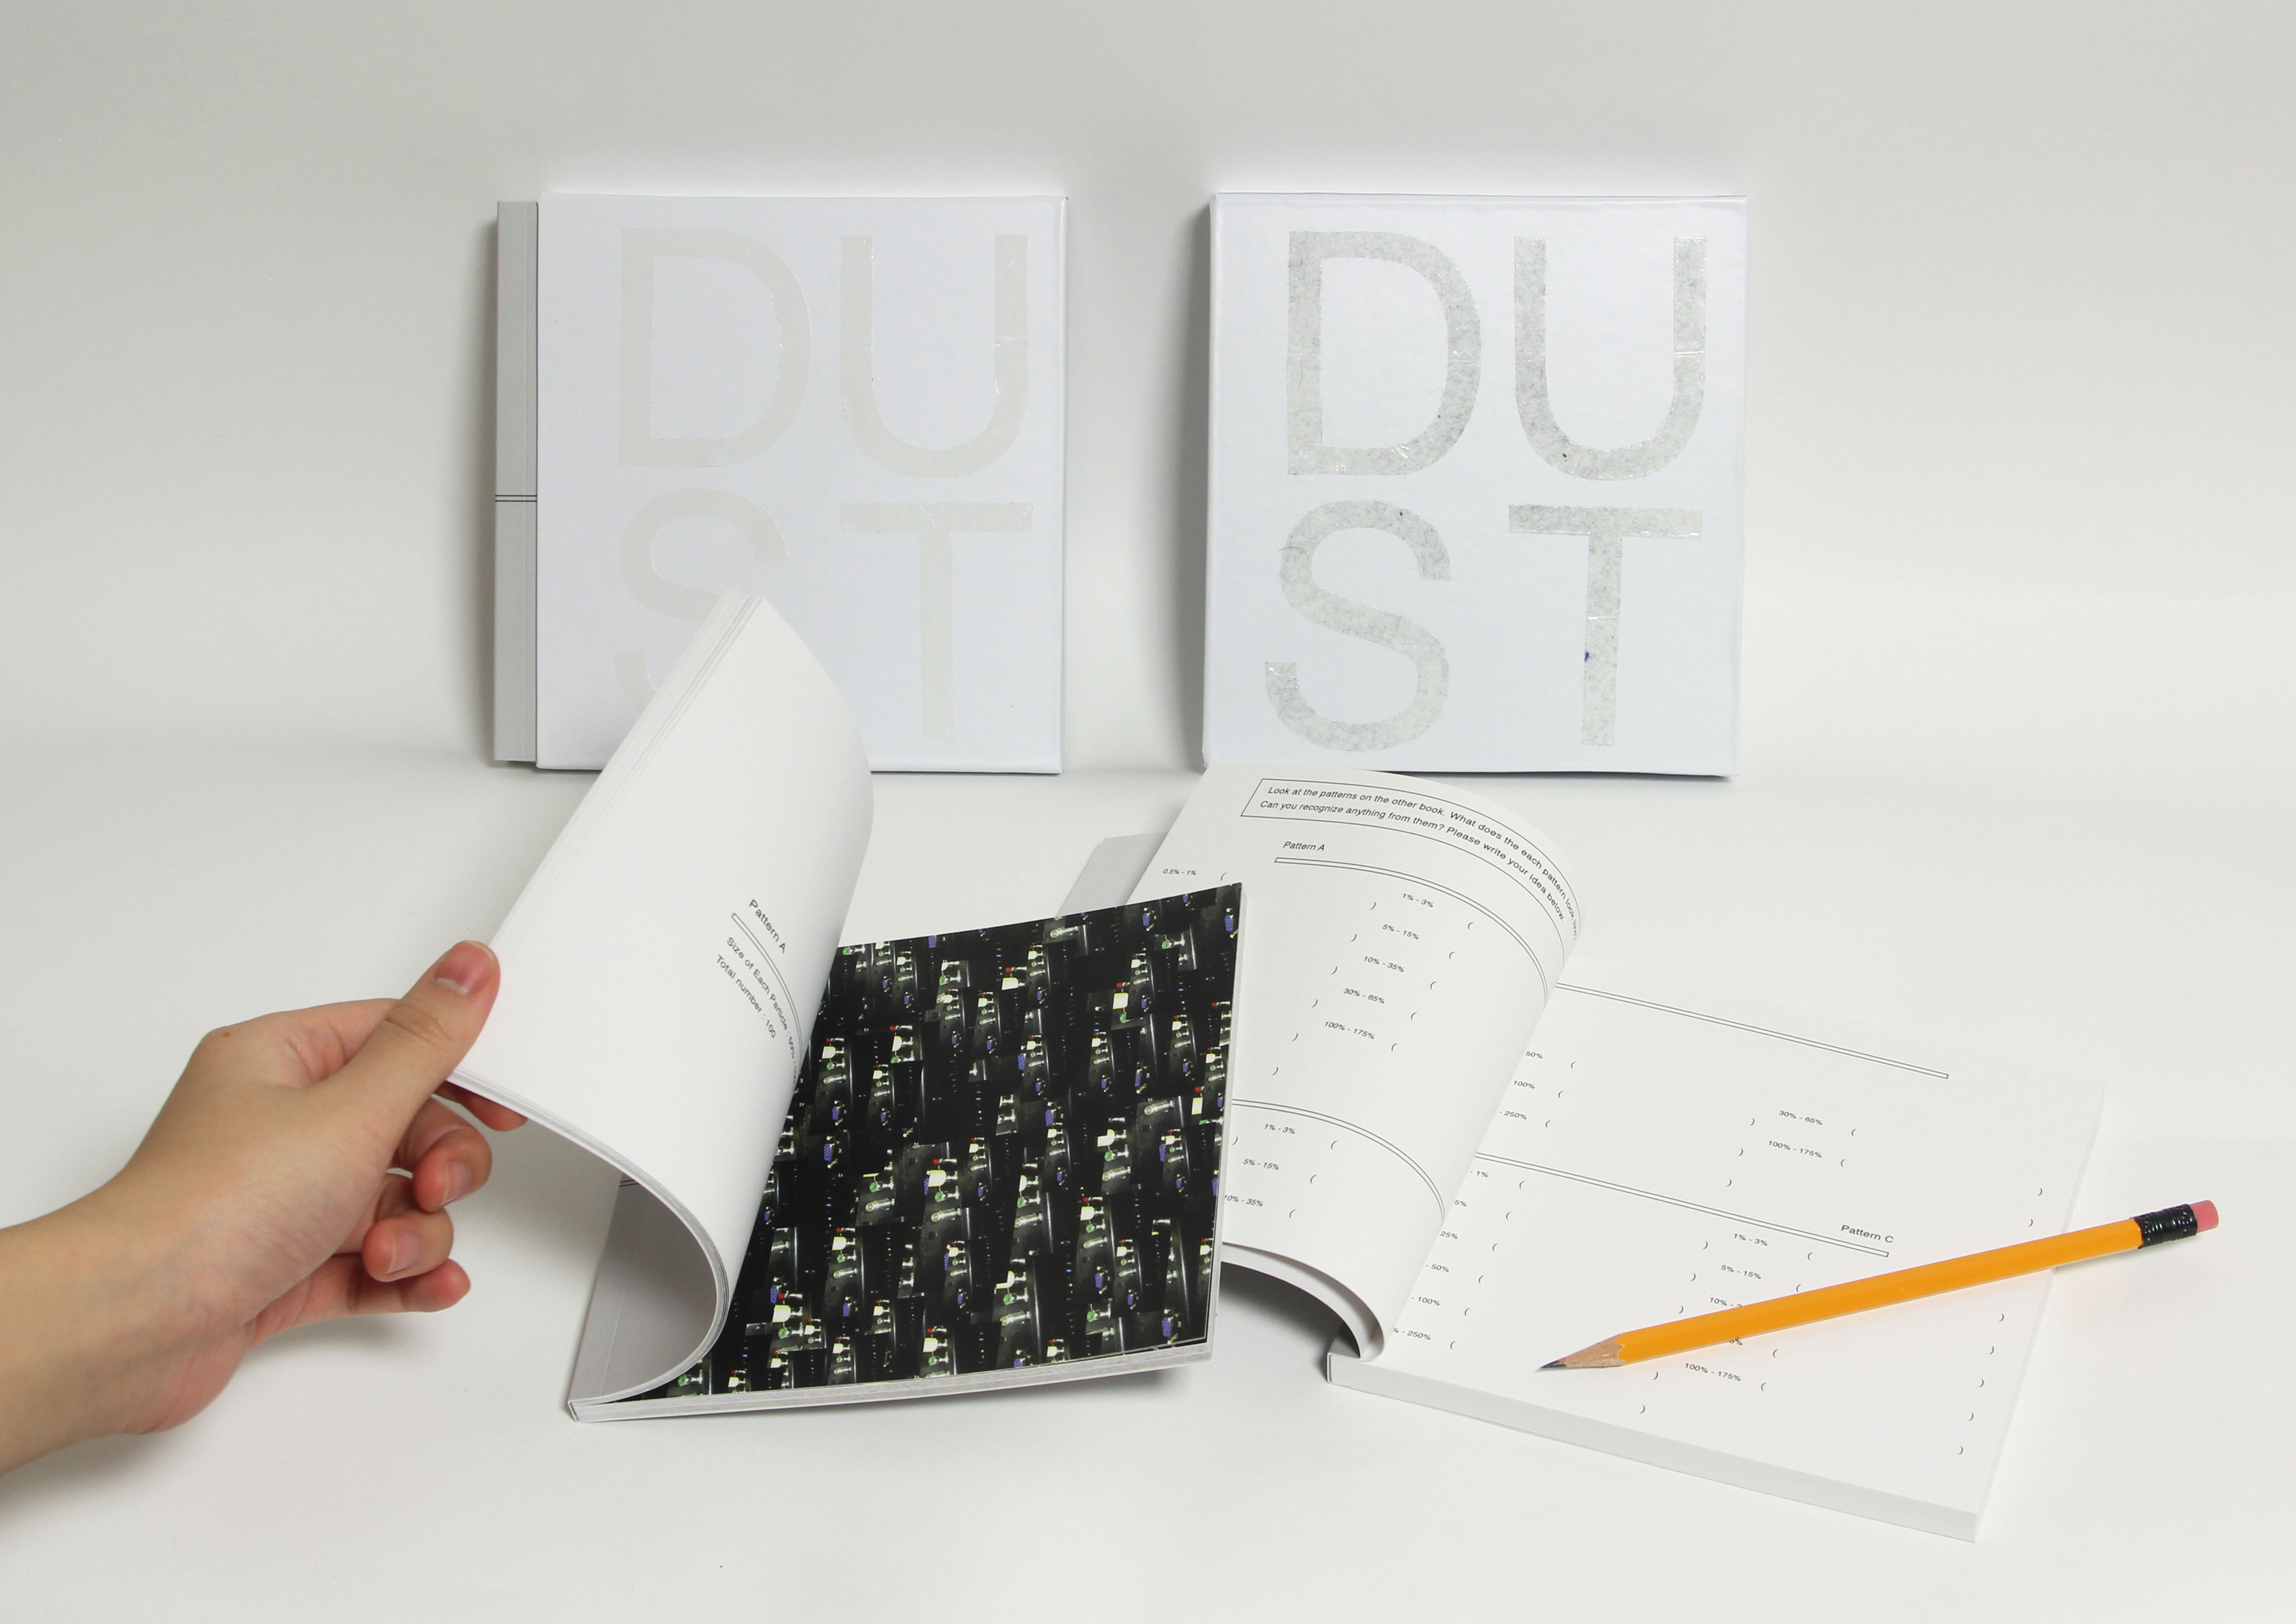 DU
ST
DU
ST
Pattern A
Size of Each Particle : 50%
Total number : 100
Look at the patterns on the other book. What does the each pattern look
Can you recognize anything from them? Please write your idea below
Pattern A
0.5% - 1% (
1% - 3% (
) 5% - 15% (
) 10% - 35% (
) 30% - 65% (
) 100% - 175% (
)
1% - 3% (
) 5% - 15% (
10% - 35% (
50% (
100% (
- 250% (
30% - 65% (
) 100% - 175% (
) )
)
Pattern C
- 1% (
5% (
25% (
- 50% (
- 100% (
% - 250% (
1% - 3% (
) 5% - 15% (
) 10% -
)
5% (
100% - 175% (
)
)
)
)
)
)
)